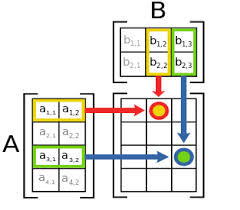 B
b1,1 b1,2 b1,3
b2,1 b2,2 b2,3
A
a1,1 a1,2
a2,1 a2,2
a3,1 a3,2
a4,1 a4,2